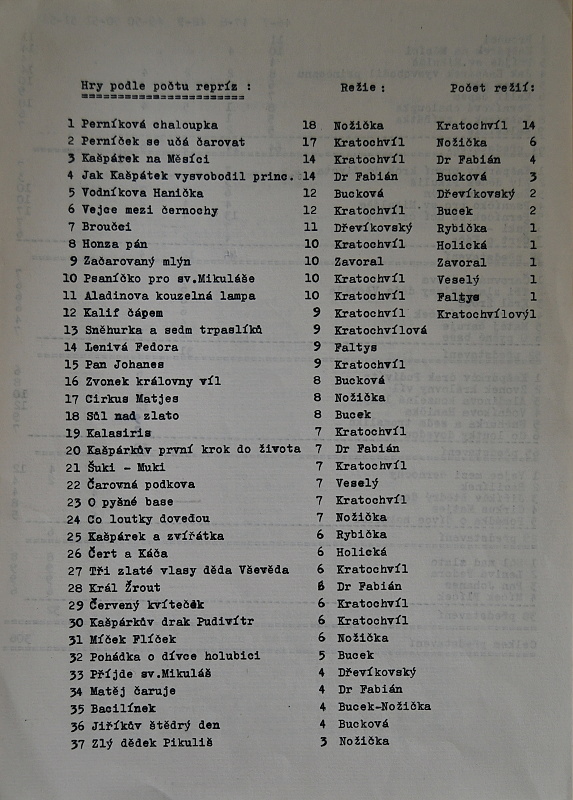 Hry podle počtu repríz : Režie : Počet režií:
1 Perníková chaloupka 18 Nožička Kratochvíl 14
2 Perníček se učá čarovat 17 Kratochvíl Nožička 6
3 Kašpárek na Měsíci 14 Kratochvíl Dr Fabián 4
4 Jak Kašpátek vysvobodil princ. 14 Dr Fabián Bucková 3
5 Vodníkova Hanička 12 Bucková Dřevíkovský 2
6 Vejce mezi černochy 12 Kratochvíl Bucek 2
7 Broučci 11 Dřevíkovský Rybička 1
8 Honza pán 10 Kratochvíl Holická 1
9 Začarovaný mlýn 10 Zavoral Zavoral 1
10 Psaníčko pro sv.Mikuláše 10 Kratochvíl Veselý 1
11 Aladinova kouzelná lampa 10 Kratochvíl Faltys 1
12 Kalif čápem 9 Kratochvíl Kratochvílový1
13 Sněhurka a sedm trpaslíků 9 Kratochvílová
14 Lenivá Fedora 9 Faltys
15 Pan Johanes 9 Kratochvíl
16 Zvonek královny víl 8 Bucková
17 Cirkus Matjes 8 Nožička
18 Sůl nad zlato 8 Bucek
19 Kalasiris 7 Kratochvíl
20 Kašpárkův první krok do života 7 Dr Fabián
21 Šuki - Muki 7 Kratochvíl
22 Čarovná podkova 7 Veselý
23 O pyšné base 7 Kratochvíl
24 Co loutky dovedou 7 Nožička
25 Kašpárek a zvířátka 6 Rybička
26 Čert a Káča 6 Holická
27 Tři zlaté vlasy děda Vševěda 6 Kratochvíl
28 Král Žrout 6 Dr Fabián
29 Červený kvíteček 6 Kratochvíl
30 Kašpárkův drak Pudivítr 6 Kratochvíl
31 Míček Flíček 6 Nožička
32 Pohádka o dívce holubici 5 Bucek
33 Příjde sv.Mikuláš 4 Dřevíkovský
34 Matěj čaruje 4 Dr Fabián
35 Bacilínek 4 Bucek-Nožička
36 Jiříkův štědrý den 4 Bucková
37 Zlý dědek Pikuliš 3 Nožička